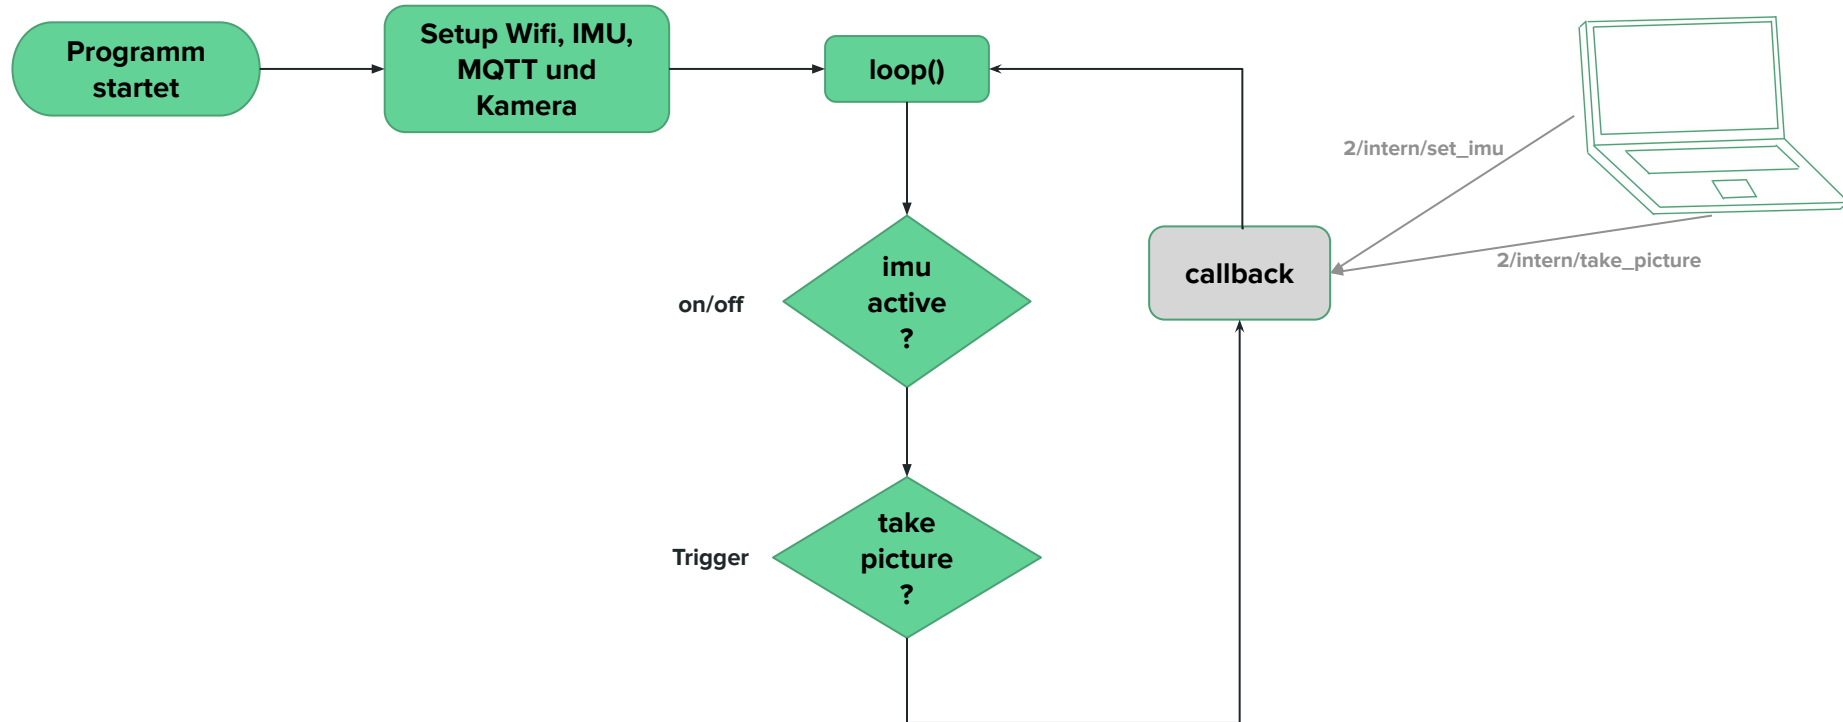 Programm
startet
Setup Wifi, IMU,
MQTT und
Kamera
loop()
2/intern/set_imu
2/intern/take_picture
callback
on/off
imu
active
?
Trigger
take
picture
?